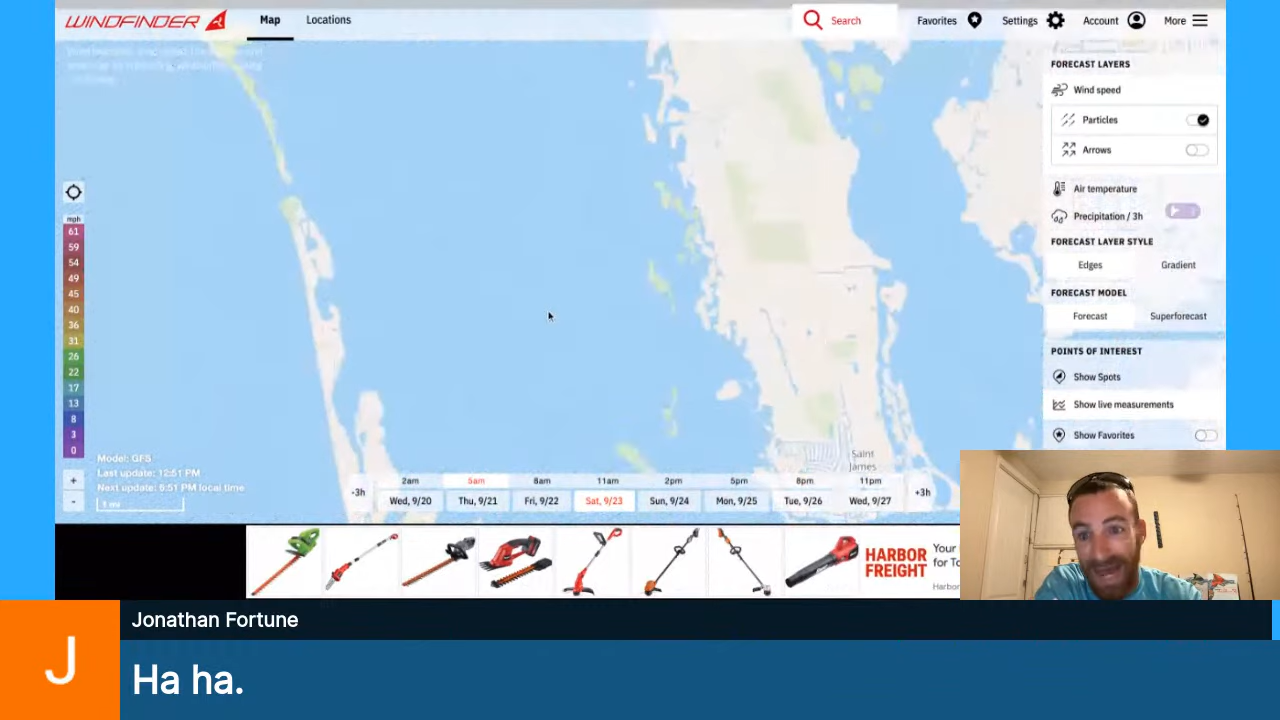 WINDFINDER
Map
Locations
Search
Favorites
Settings
Account
More
FORECAST LAYERS
Wind speed
Particles
Arrows
Air temperature
Precipitation / 3h
FORECAST LAYER STYLE
Edges
Gradient
FORECAST MODEL
Forecast
Superforecast
POINTS OF INTEREST
Show Spots
Show live measurements
Show Favorites
mph
61
59
54
49
45
40
36
31
26
22
17
13
8
3
0
+
-
Model: GFS
Last update: 12:51 PM
Next update: 6:51 PM local time
Saint
James
-3h
2am
5am
8am
11am
2pm
5pm
8pm
11pm
+3h
Wed, 9/20
Thu, 9/21
Fri, 9/22
Sat, 9/23
Sun, 9/24
Mon, 9/25
Tue, 9/26
Wed, 9/27
HARBOR
FREIGHT
Your
for To
Harbor
J
Jonathan Fortune
Ha ha.